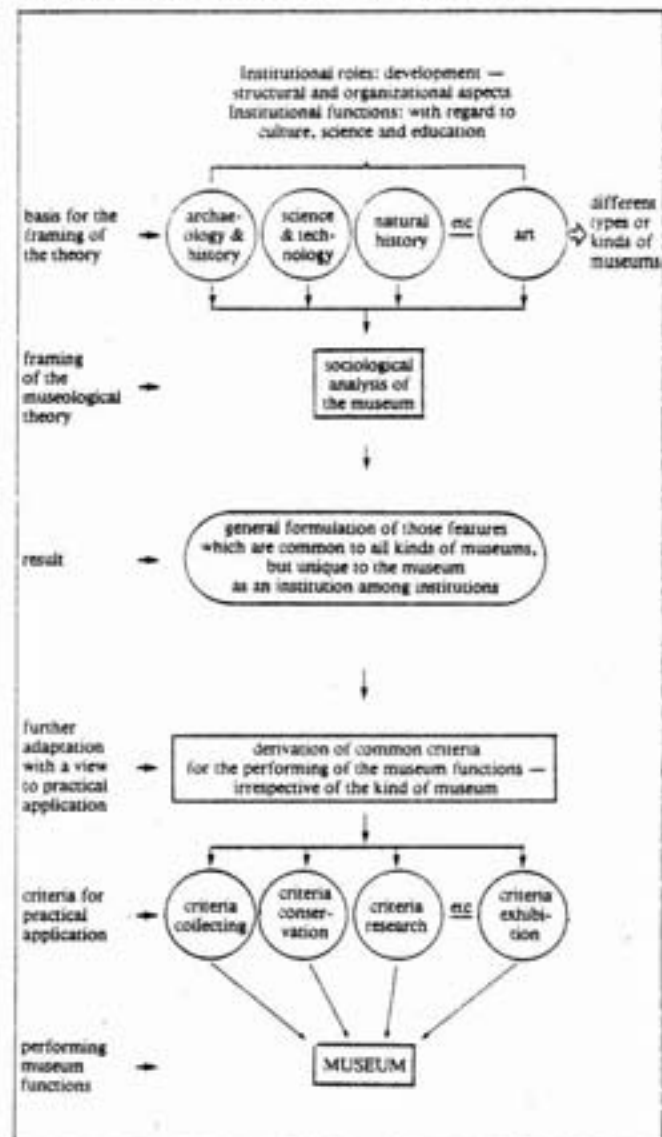 Institutional roles: development —
structural and organizational aspects
Institutional functions: with regard to
culture, science and education
basis for the
framing of
the theory
archae-
ology &
history
science
& tech-
nology
natural
history
etc
art
different
types or
kinds of
museums
framing
of the
museological
theory
sociological
analysis of
the museum
result
general formulation of those features
which are common to all kinds of museums,
but unique to the museum
as an institution among institutions
further
adaptation
with a view
to practical
application
derivation of common criteria
for the performing of the museum functions —
irrespective of the kind of museum
criteria for
practical
application
criteria
collecting
criteria
conser-
vation
criteria
research
etc
criteria
exhibi-
tion
performing
museum
functions
MUSEUM